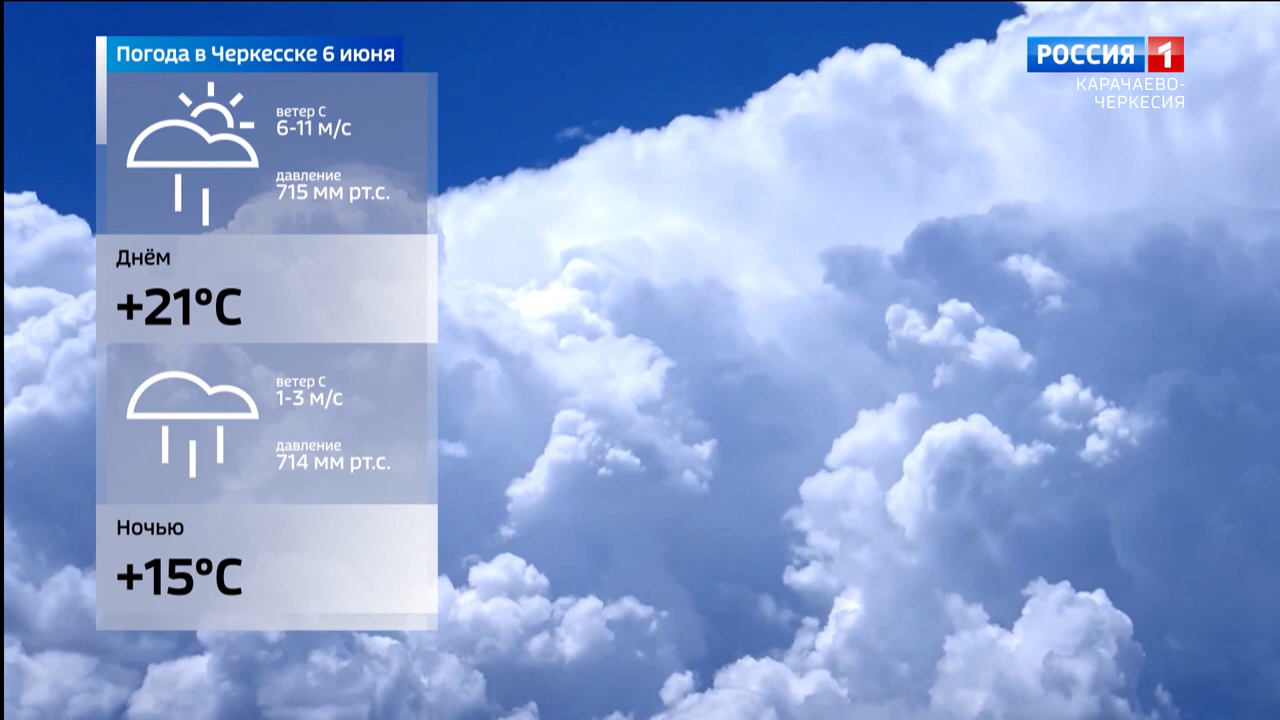 Погода в Черкесске 6 июня
ветер С
6-11 м/с
давление
715 мм рт.с.
Днём
+21°C
ветер С
1-3 м/с
давление
714 мм рт.с.
Ночью
+15°C
РОССИЯ 1
КАРАЧАЕВО-
ЧЕРКЕСИЯ